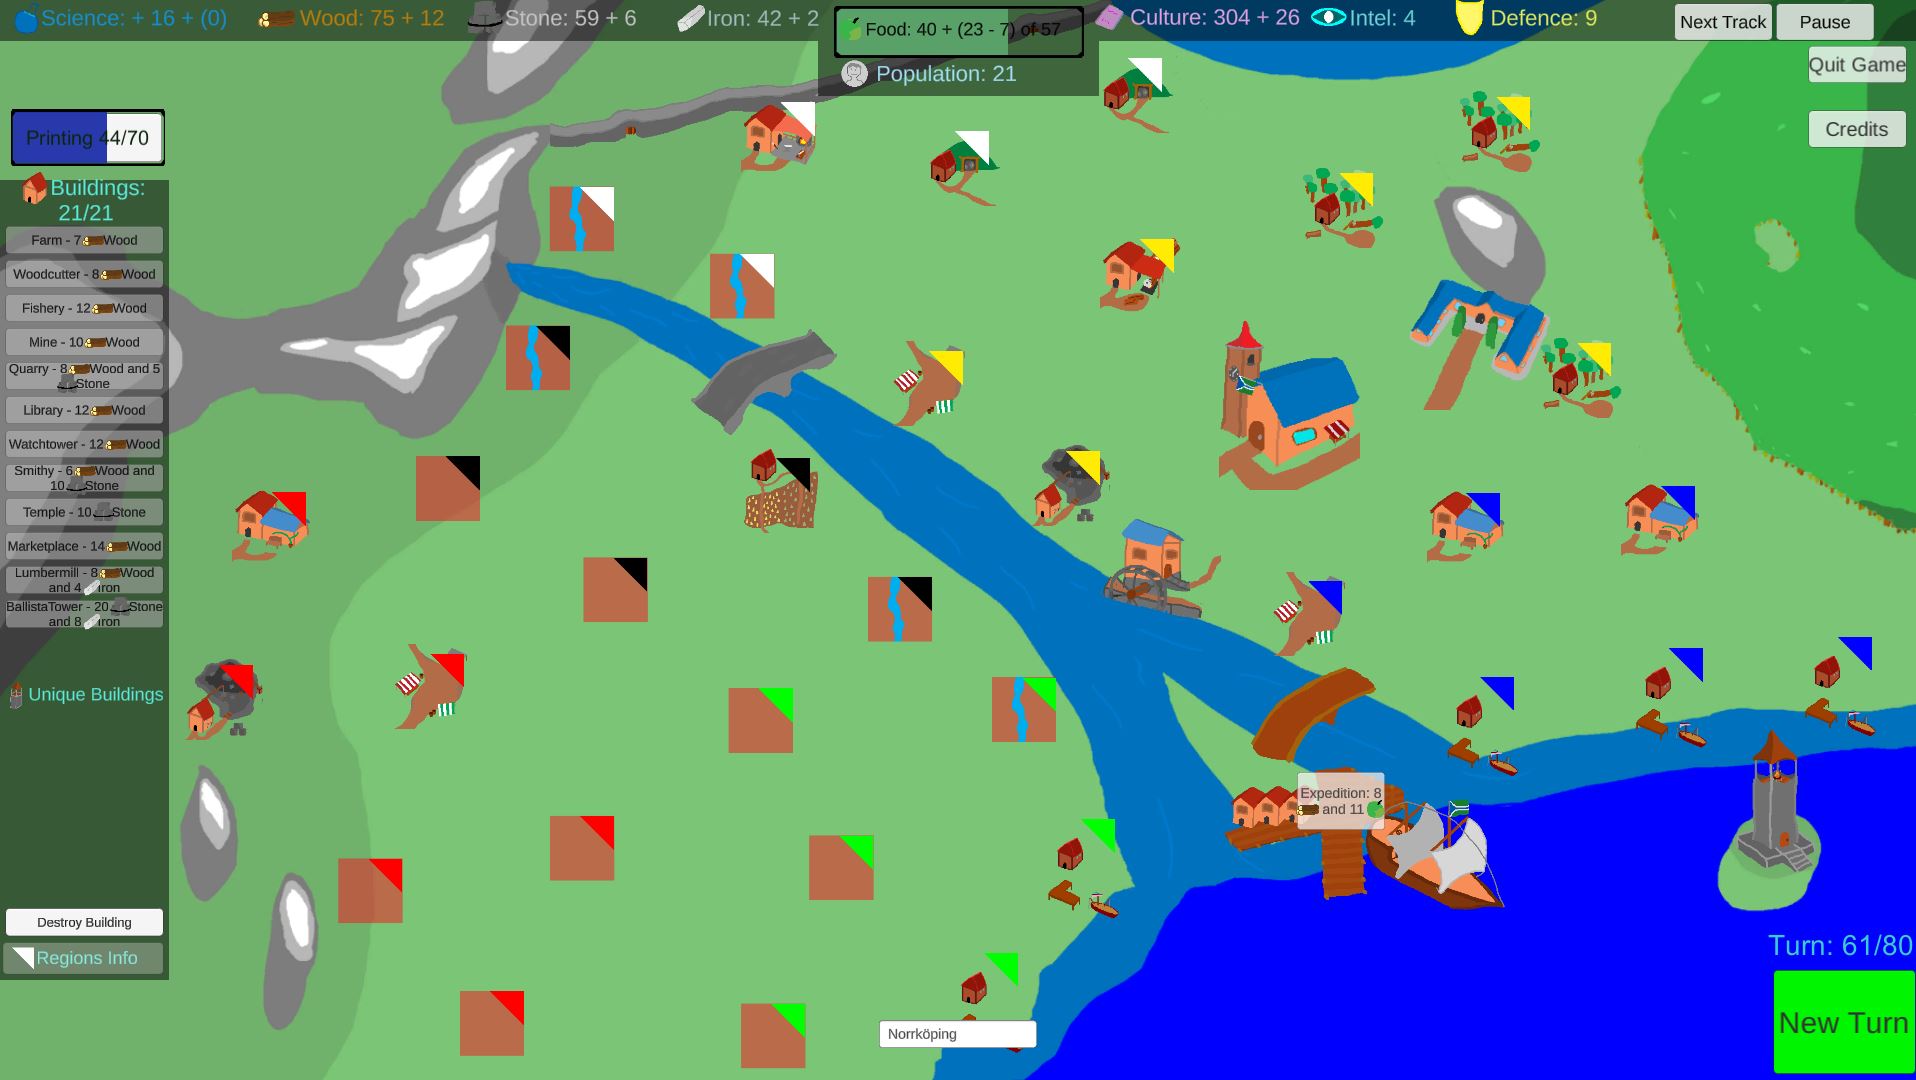 Science: + 16 + (0)
Wood: 75 + 12
Stone: 59 + 6
Iron: 42 + 2
Food: 40 + (23 - 7) of 57
Population: 21
Culture: 304 + 26
Intel: 4
Defence: 9
Next Track
Pause
Quit Game
Credits
Printing 44/70
Buildings:
21/21
Farm - 7 Wood
Woodcutter - 8 Wood
Fishery - 12 Wood
Mine - 10 Wood
Quarry - 8 Wood and 5
Stone
Library - 12 Wood
Watchtower - 12 Wood
Smithy - 6 Wood and
10 Stone
Temple - 10 Stone
Marketplace - 14 Wood
Lumbermill - 8 Wood
and 4 Iron
BallistaTower - 20 Stone
and 8 Iron
Unique Buildings
Expedition: 8
and 11
Destroy Building
Regions Info
Norrköping
Turn: 61/80
New Turn